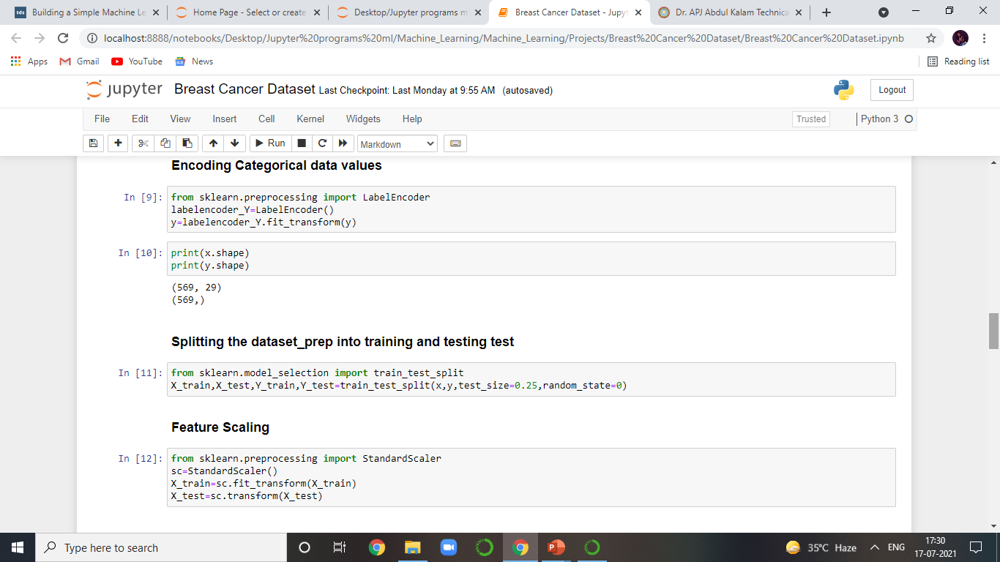 Building a Simple Machine Le
Home Page - Select or create
Desktop/Jupyter programs m
Breast Cancer Dataset - Jupyt
Dr. APJ Abdul Kalam Technica
localhost:8888/notebooks/Desktop/Jupyter%20programs%20ml/Machine_Learning/Machine_Learning/Projects/Breast%20Cancer%20Dataset/Breast%20Cancer%20Dataset.ipynb
Apps Gmail YouTube News Reading list
jupyter Breast Cancer Dataset Last Checkpoint: Last Monday at 9:55 AM (autosaved) Logout
File Edit View Insert Cell Kernel Widgets Help Trusted Python 3
Run Markdown
Encoding Categorical data values
In [9]: from sklearn.preprocessing import LabelEncoder
labelencoder_Y=LabelEncoder()
y=labelencoder_Y.fit_transform(y)
In [10]: print(x.shape)
print(y.shape)
(569, 29)
(569,)
Splitting the dataset_prep into training and testing test
In [11]: from sklearn.model_selection import train_test_split
X_train,X_test,Y_train,Y_test=train_test_split(x,y,test_size=0.25,random_state=0)
Feature Scaling
In [12]: from sklearn.preprocessing import StandardScaler
sc=StandardScaler()
X_train=sc.fit_transform(X_train)
X_test=sc.transform(X_test)
Type here to search
35°C Haze
ENG
17:30
17-07-2021